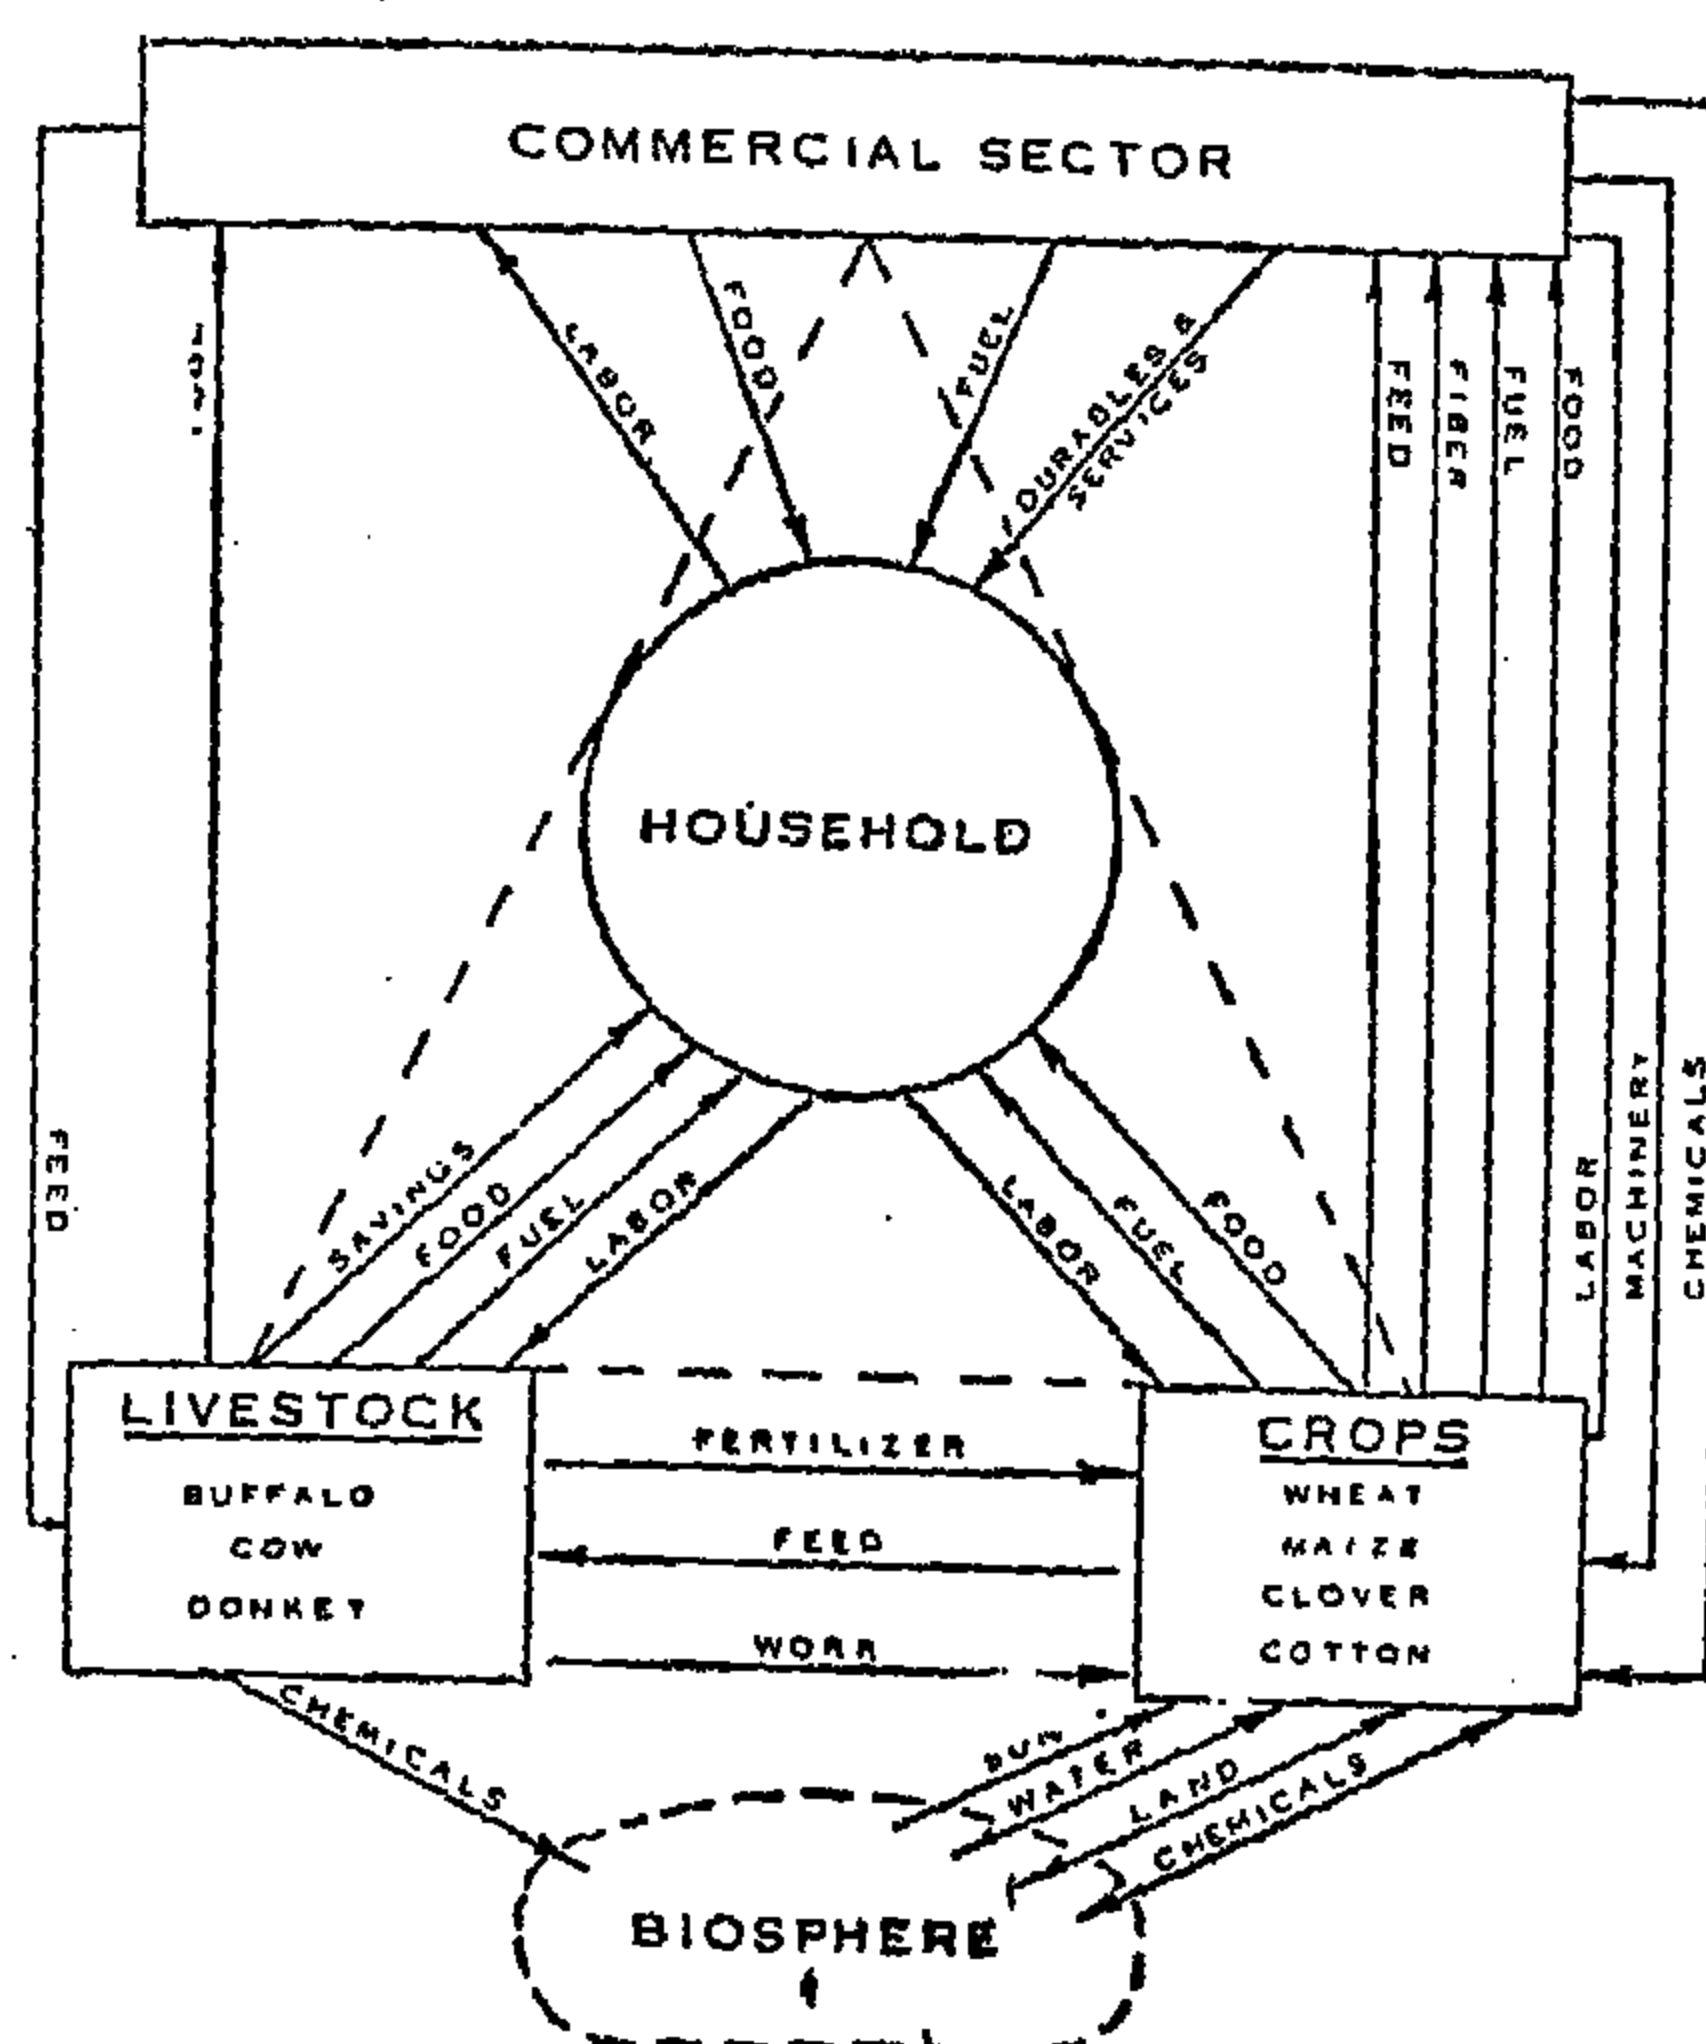 COMMERCIAL SECTOR
LABOR
FOOD
FUEL
DURABLES &
SERVICES
FEED
FIBER
FUEL
FOOD
HOUSEHOLD
FEED
SAVINGS
FOOD
FUEL
LABOR
LABOR
FUEL
FOOD
LABOR
MACHINERY
CHEMICALS
LIVESTOCK
BUFFALO
COW
DONKEY
FERTILIZER
FEED
WORK
CROPS
WHEAT
MAIZE
CLOVER
COTTON
CHEMICALS
SUN
WATER
LAND
CHEMICALS
BIOSPHERE